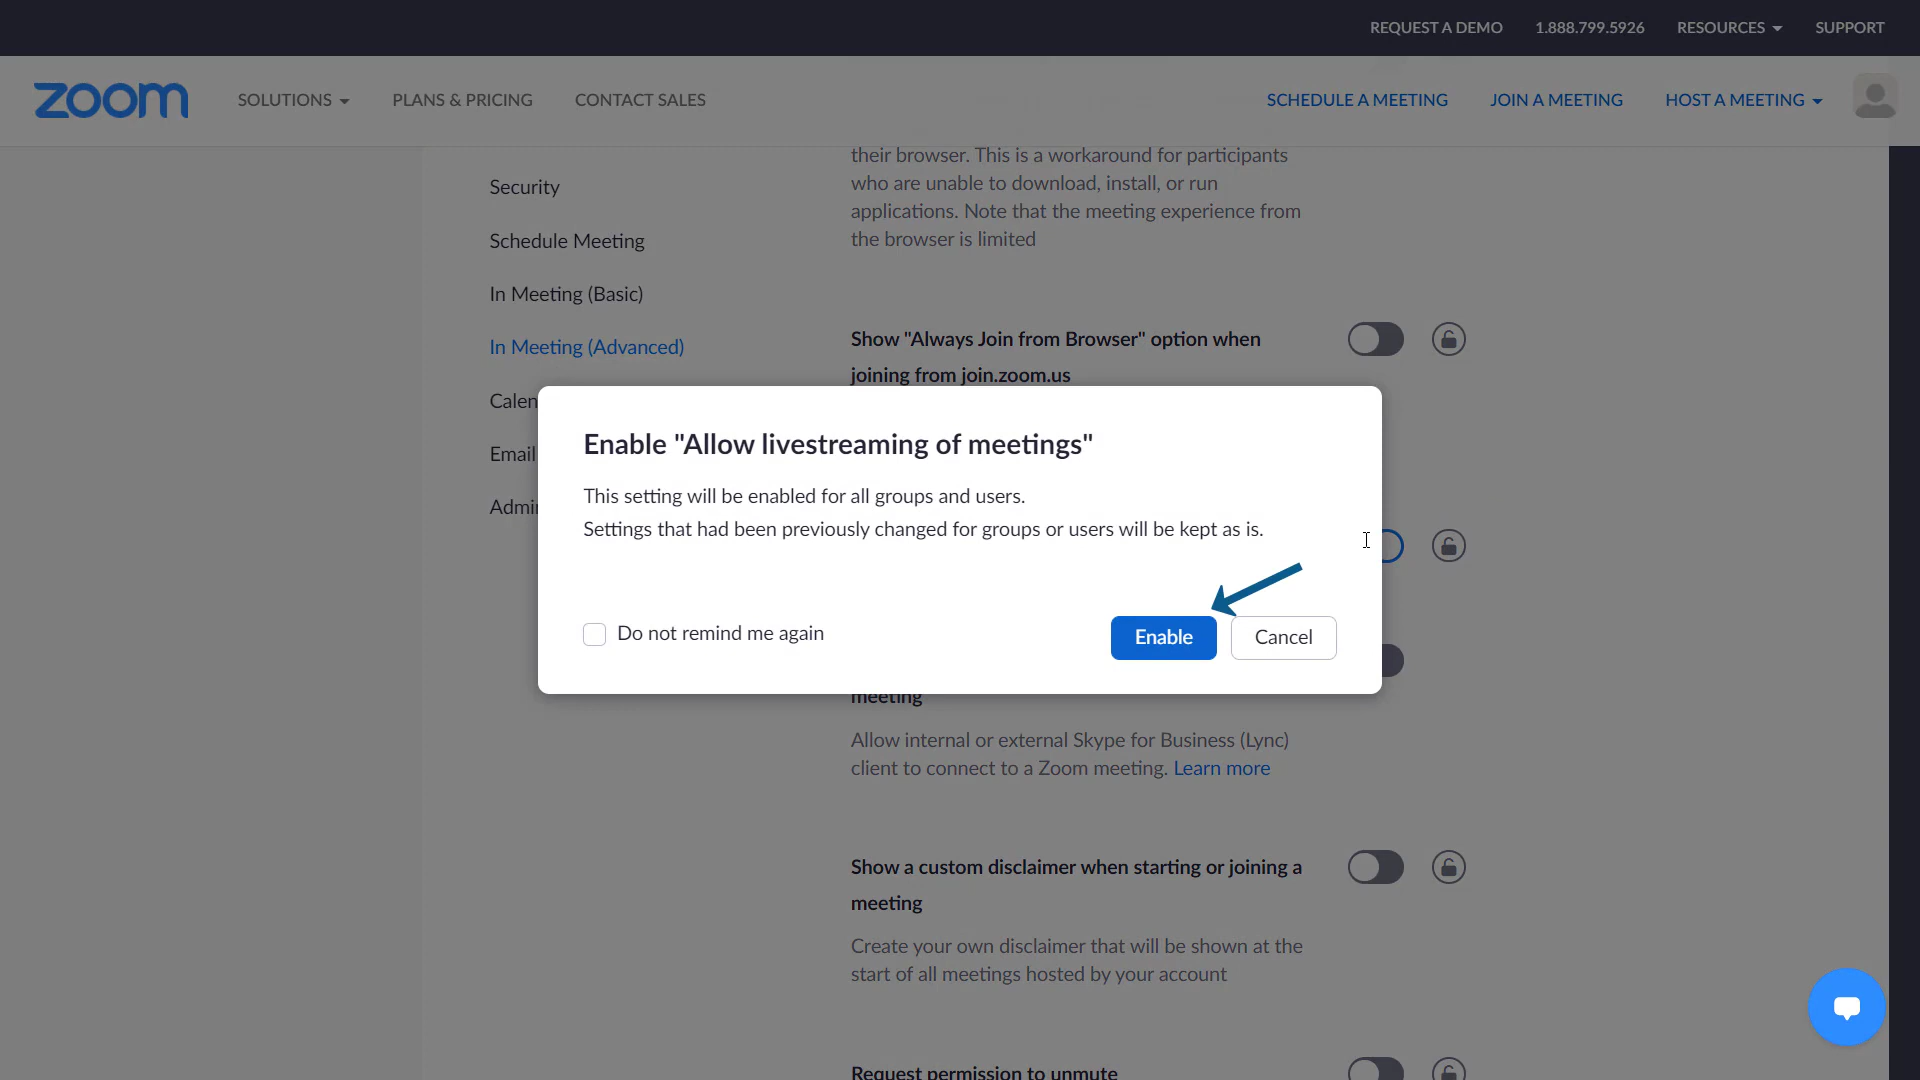 REQUEST A DEMO 1.888.799.5926 RESOURCES SUPPORT
zoom SOLUTIONS PLANS & PRICING CONTACT SALES SCHEDULE A MEETING JOIN A MEETING HOST A MEETING
Security
Schedule Meeting
In Meeting (Basic)
In Meeting (Advanced)
Calen
Email
Admi
their browser. This is a workaround for participants
who are unable to download, install, or run
applications. Note that the meeting experience from
the browser is limited
Show "Always Join from Browser" option when
joining from join.zoom.us
Enable "Allow livestreaming of meetings"
This setting will be enabled for all groups and users.
Settings that had been previously changed for groups or users will be kept as is.
Do not remind me again
Enable Cancel
meeting
Allow internal or external Skype for Business (Lync)
client to connect to a Zoom meeting. Learn more
Show a custom disclaimer when starting or joining a
meeting
Create your own disclaimer that will be shown at the
start of all meetings hosted by your account
Request permission to unmute